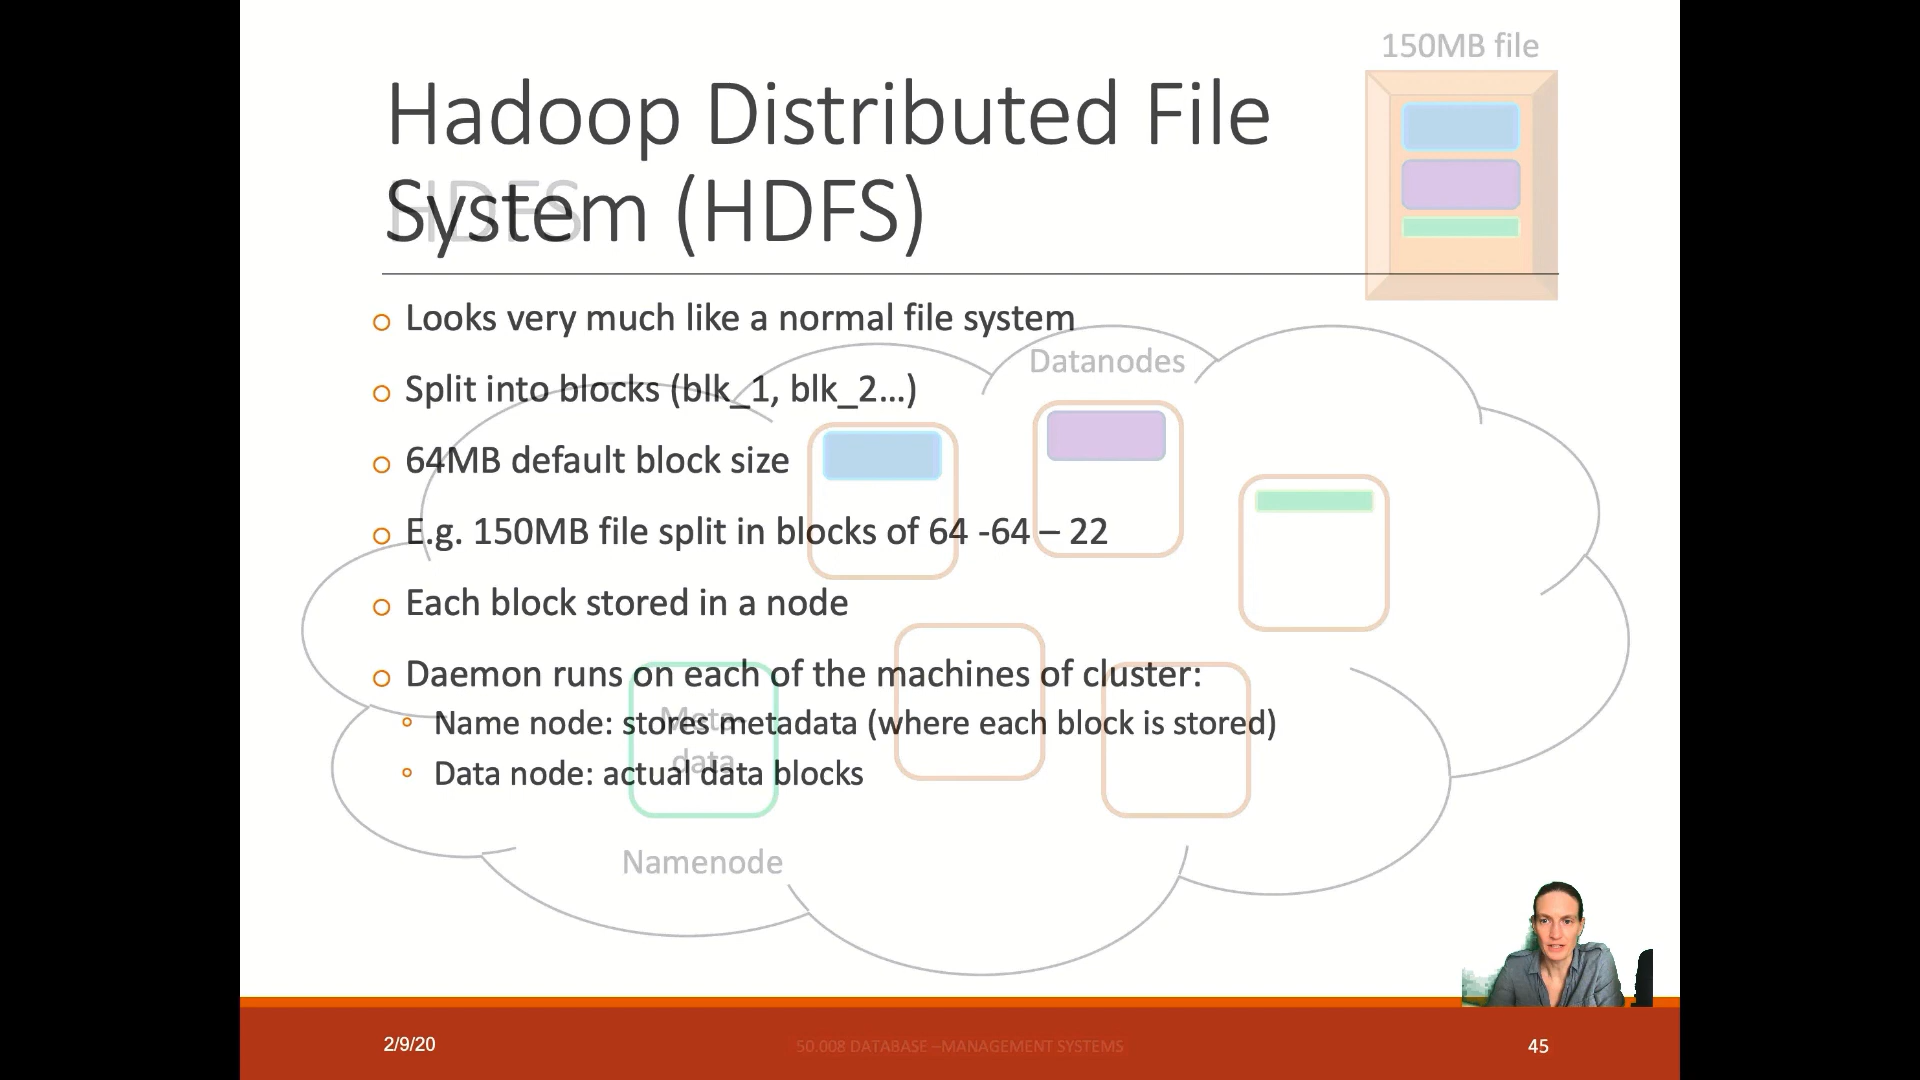 150MB file
Hadoop Distributed File
System (HDFS)
HDFS
Looks very much like a normal file system
Datanodes
Split into blocks (blk_1, blk_2…)
64MB default block size
E.g. 150MB file split in blocks of 64 -64 – 22
Each block stored in a node
Daemon runs on each of the machines of cluster:
Name node: stores metadata (where each block is stored)
Data node: actual data blocks
Meta-
data
Namenode
2/9/20
50.008 DATABASE –MANAGEMENT SYSTEMS
45